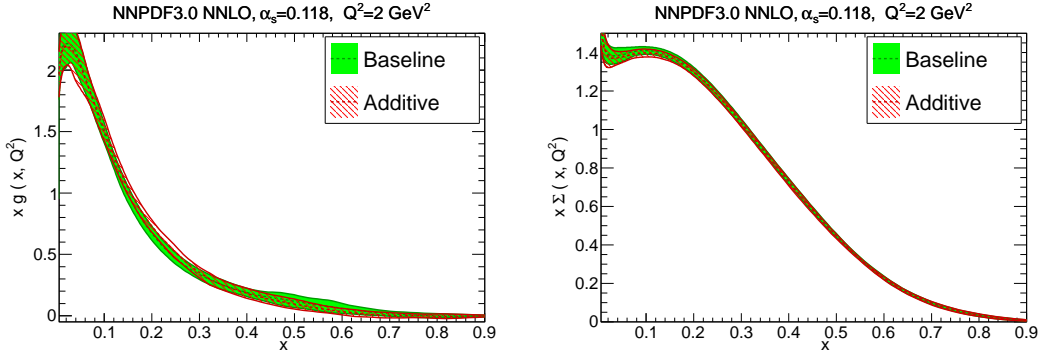 NNPDF3.0 NNLO, αs=0.118, Q²=2 GeV²
x g ( x, Q²)
2
1.5
1
0.5
0
Baseline
Additive
0.1 0.2 0.3 0.4 0.5 0.6 0.7 0.8 0.9
x
NNPDF3.0 NNLO, αs=0.118, Q²=2 GeV²
x Σ ( x, Q²)
1.4
1.2
1
0.8
0.6
0.4
0.2
0
Baseline
Additive
0.1 0.2 0.3 0.4 0.5 0.6 0.7 0.8 0.9
x